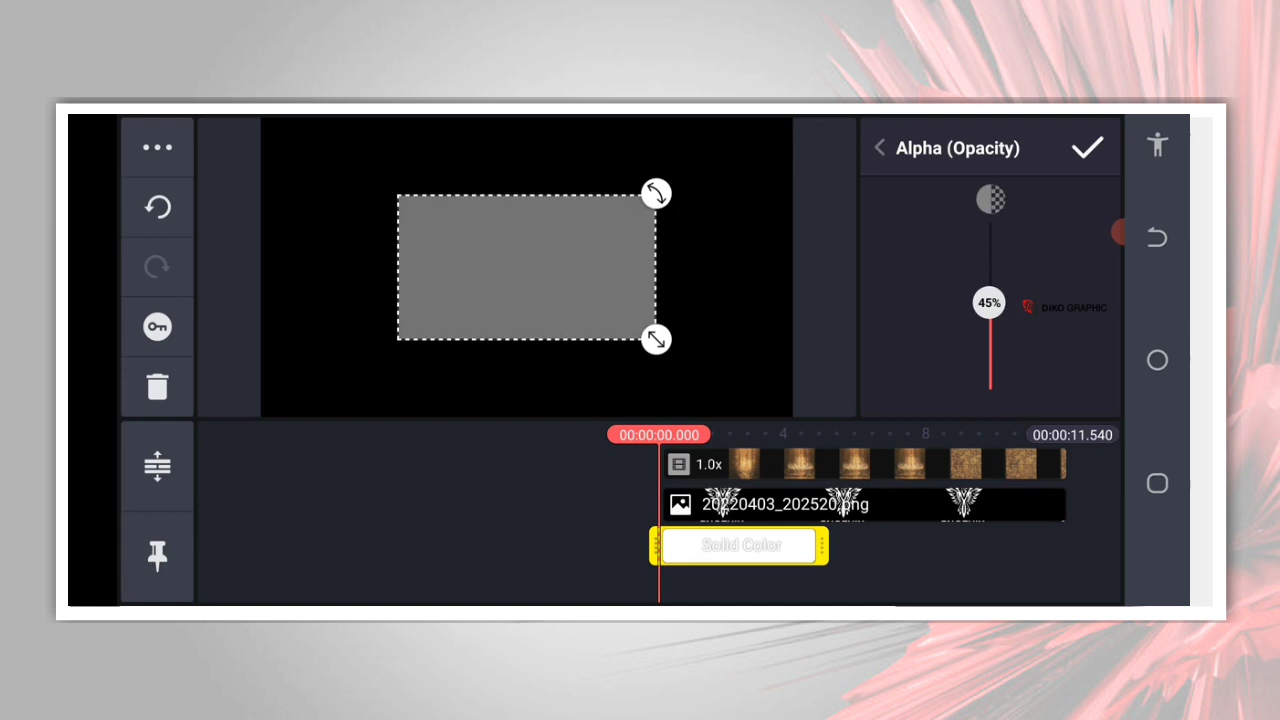 Alpha (Opacity)
45%
DIKO GRAPHIC
00:00:00.000
4
8
00:00:11.540
1.0x
20220403_202520.png
Solid Color